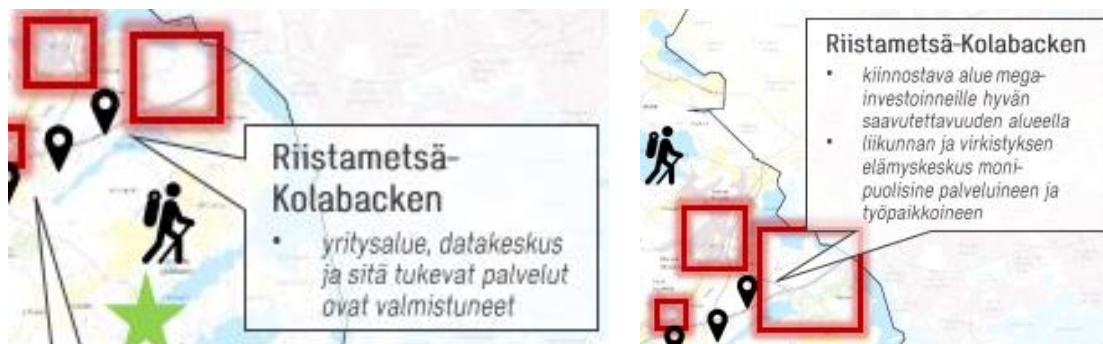 Riistametsä-
Kolabacken
• yritysalue, datakeskus
ja sitä tukevat palvelut
ovat valmistuneet
Riistametsä-Kolabacken
• kiinnostava alue mega-
investoinneille hyvän
saavutettavuuden alueella
• liikunnan ja virkistyksen
elämyskeskus moni-
puolisine palveluineen ja
työpaikkoineen